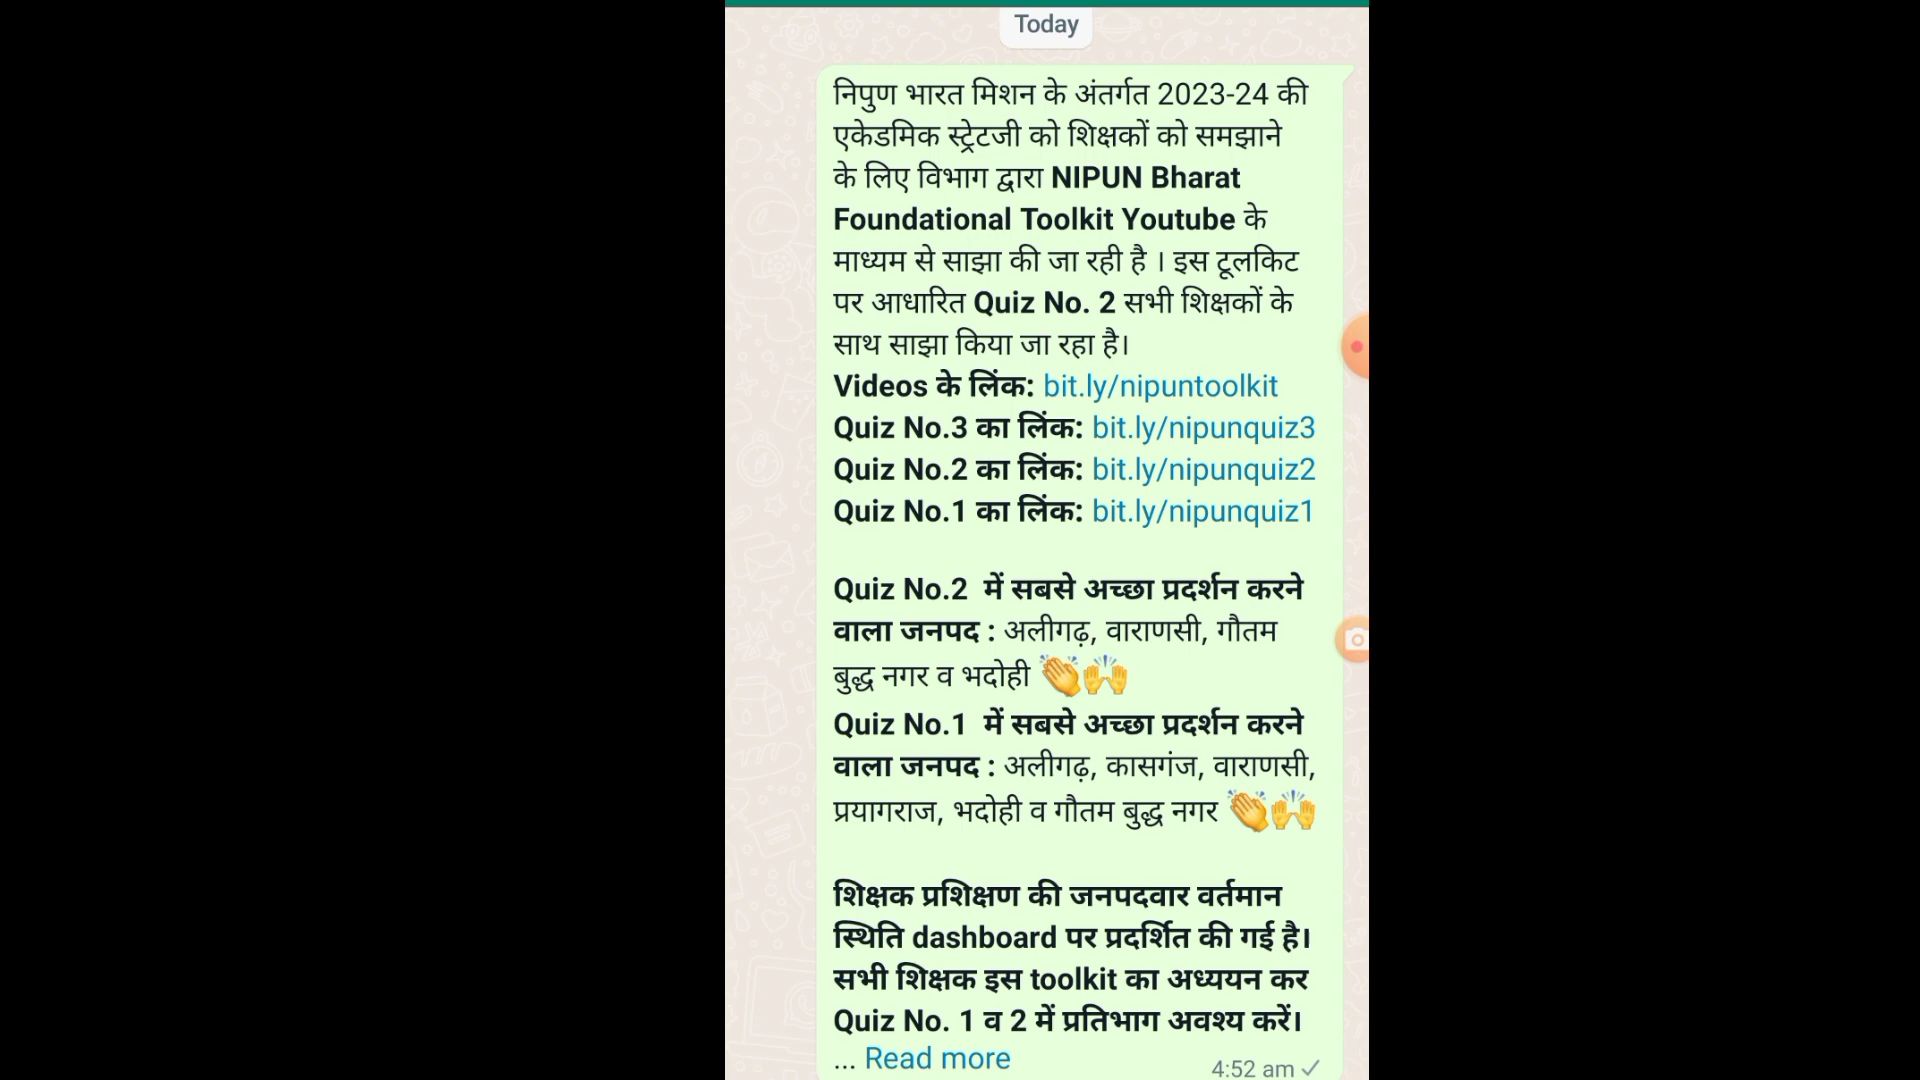 Today
निपुण भारत मिशन के अंतर्गत 2023-24 की
एकेडमिक स्ट्रेटजी को शिक्षकों को समझाने
के लिए विभाग द्वारा NIPUN Bharat
Foundational Toolkit Youtube के
माध्यम से साझा की जा रही है । इस टूलकिट
पर आधारित Quiz No. 2 सभी शिक्षकों के
साथ साझा किया जा रहा है।
Videos के लिंक: bit.ly/nipuntoolkit
Quiz No.3 का लिंक: bit.ly/nipunquiz3
Quiz No.2 का लिंक: bit.ly/nipunquiz2
Quiz No.1 का लिंक: bit.ly/nipunquiz1
Quiz No.2 में सबसे अच्छा प्रदर्शन करने
वाला जनपद : अलीगढ़, वाराणसी, गौतम
बुद्ध नगर व भदोही 👏🙌
Quiz No.1 में सबसे अच्छा प्रदर्शन करने
वाला जनपद : अलीगढ़, कासगंज, वाराणसी,
प्रयागराज, भदोही व गौतम बुद्ध नगर 👏🙌
शिक्षक प्रशिक्षण की जनपदवार वर्तमान
स्थिति dashboard पर प्रदर्शित की गई है।
सभी शिक्षक इस toolkit का अध्ययन कर
Quiz No. 1 व 2 में प्रतिभाग अवश्य करें।
... Read more
4:52 am ✓